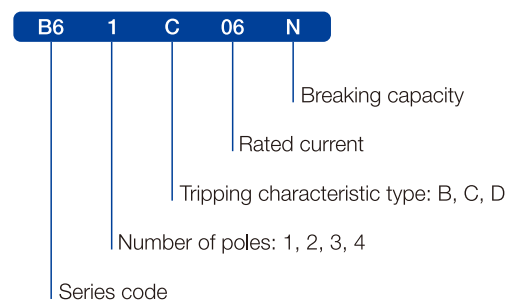 B6 1 C 06 N
Breaking capacity
Rated current
Tripping characteristic type: B, C, D
Number of poles: 1, 2, 3, 4
Series code